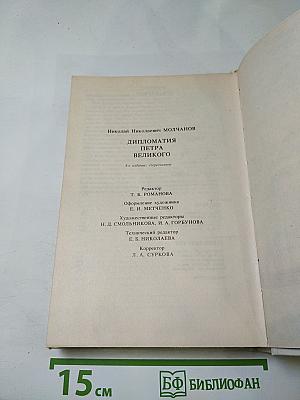 Николай Николаевич МОЛЧАНОВ
ДИПЛОМАТИЯ
ПЕТРА
ВЕЛИКОГО
Редактор
Т. В. РОМАНОВА
Оформление художника
Е. И. МЕТЧЕНКО
Художественные редакторы
Н. Д. СМОЛЬНИКОВА, И. А. ГОРБУНОВА
Технический редактор
Е. Б. НИКОЛАЕВА
Корректор
Л. А. СУРКОВА
15 см
БФ БИБЛИОФАН